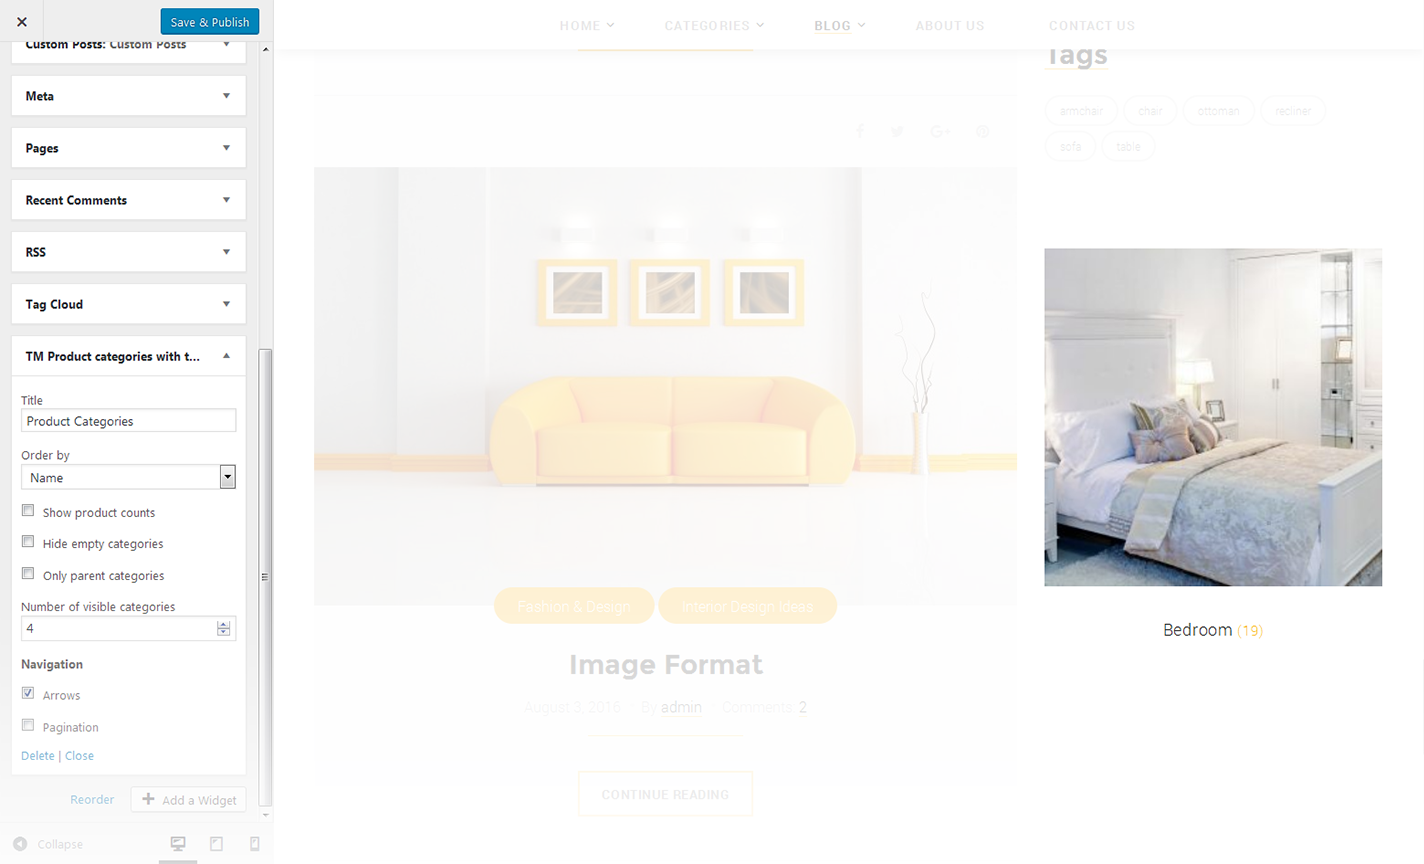 Save & Publish
Custom Posts: Custom Posts
Meta
Pages
Recent Comments
RSS
Tag Cloud
TM Product categories with t...
Title
Product Categories
Order by
Name
Show product counts
Hide empty categories
Only parent categories
Number of visible categories
4
Navigation
Arrows
Pagination
Delete | Close
Reorder
Add a Widget
Collapse
HOME
CATEGORIES
BLOG
ABOUT US
CONTACT US
Fashion & Design
Interior Design Ideas
Image Format
August 3, 2015 By admin Comments: 2
CONTINUE READING
Tags
armchair chair ottoman recliner
sofa table
Bedroom (19)